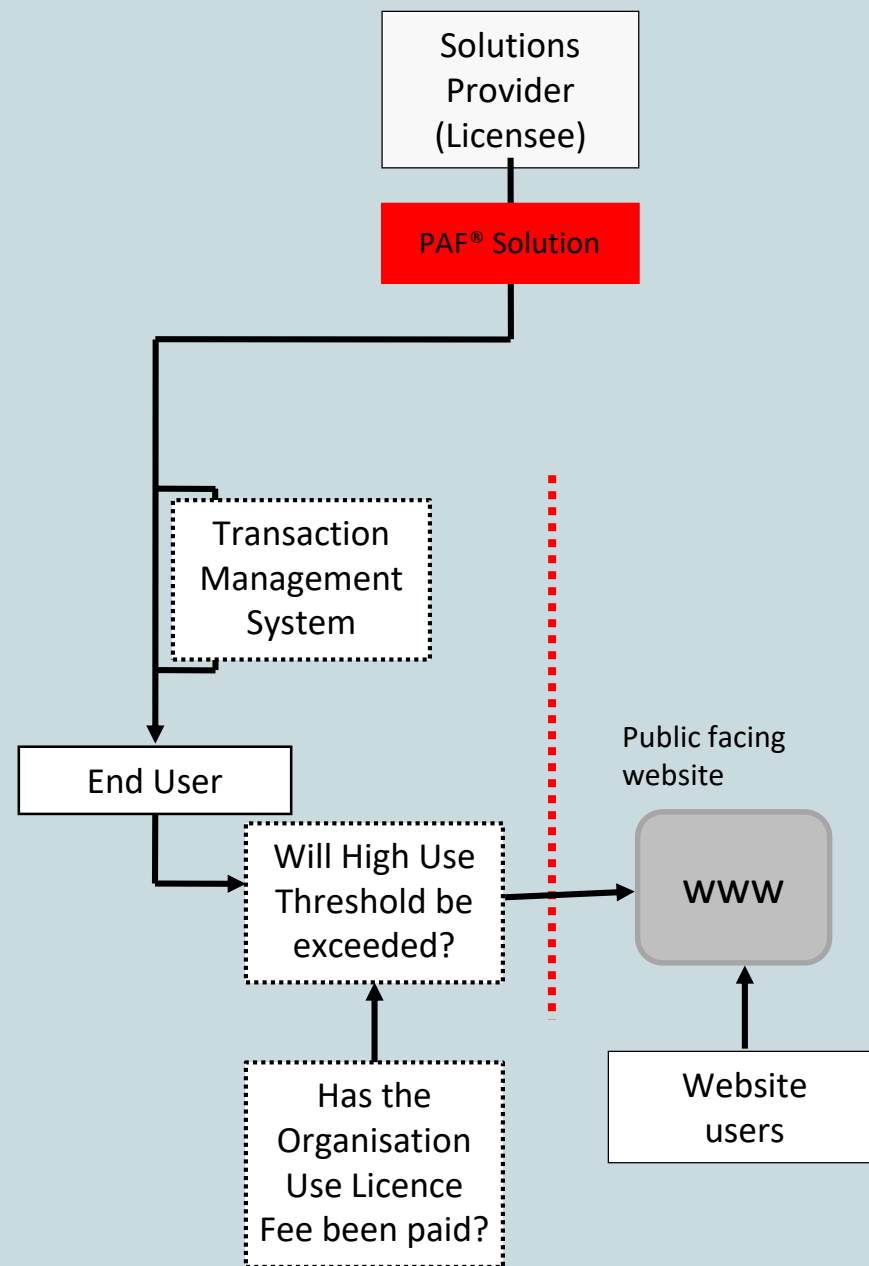 Solutions
Provider
(Licensee)
PAF® Solution
Transaction
Management
System
End User
Public facing
website
Will High Use
Threshold be
exceeded?
www
Has the
Organisation
Use Licence
Fee been paid?
Website
users